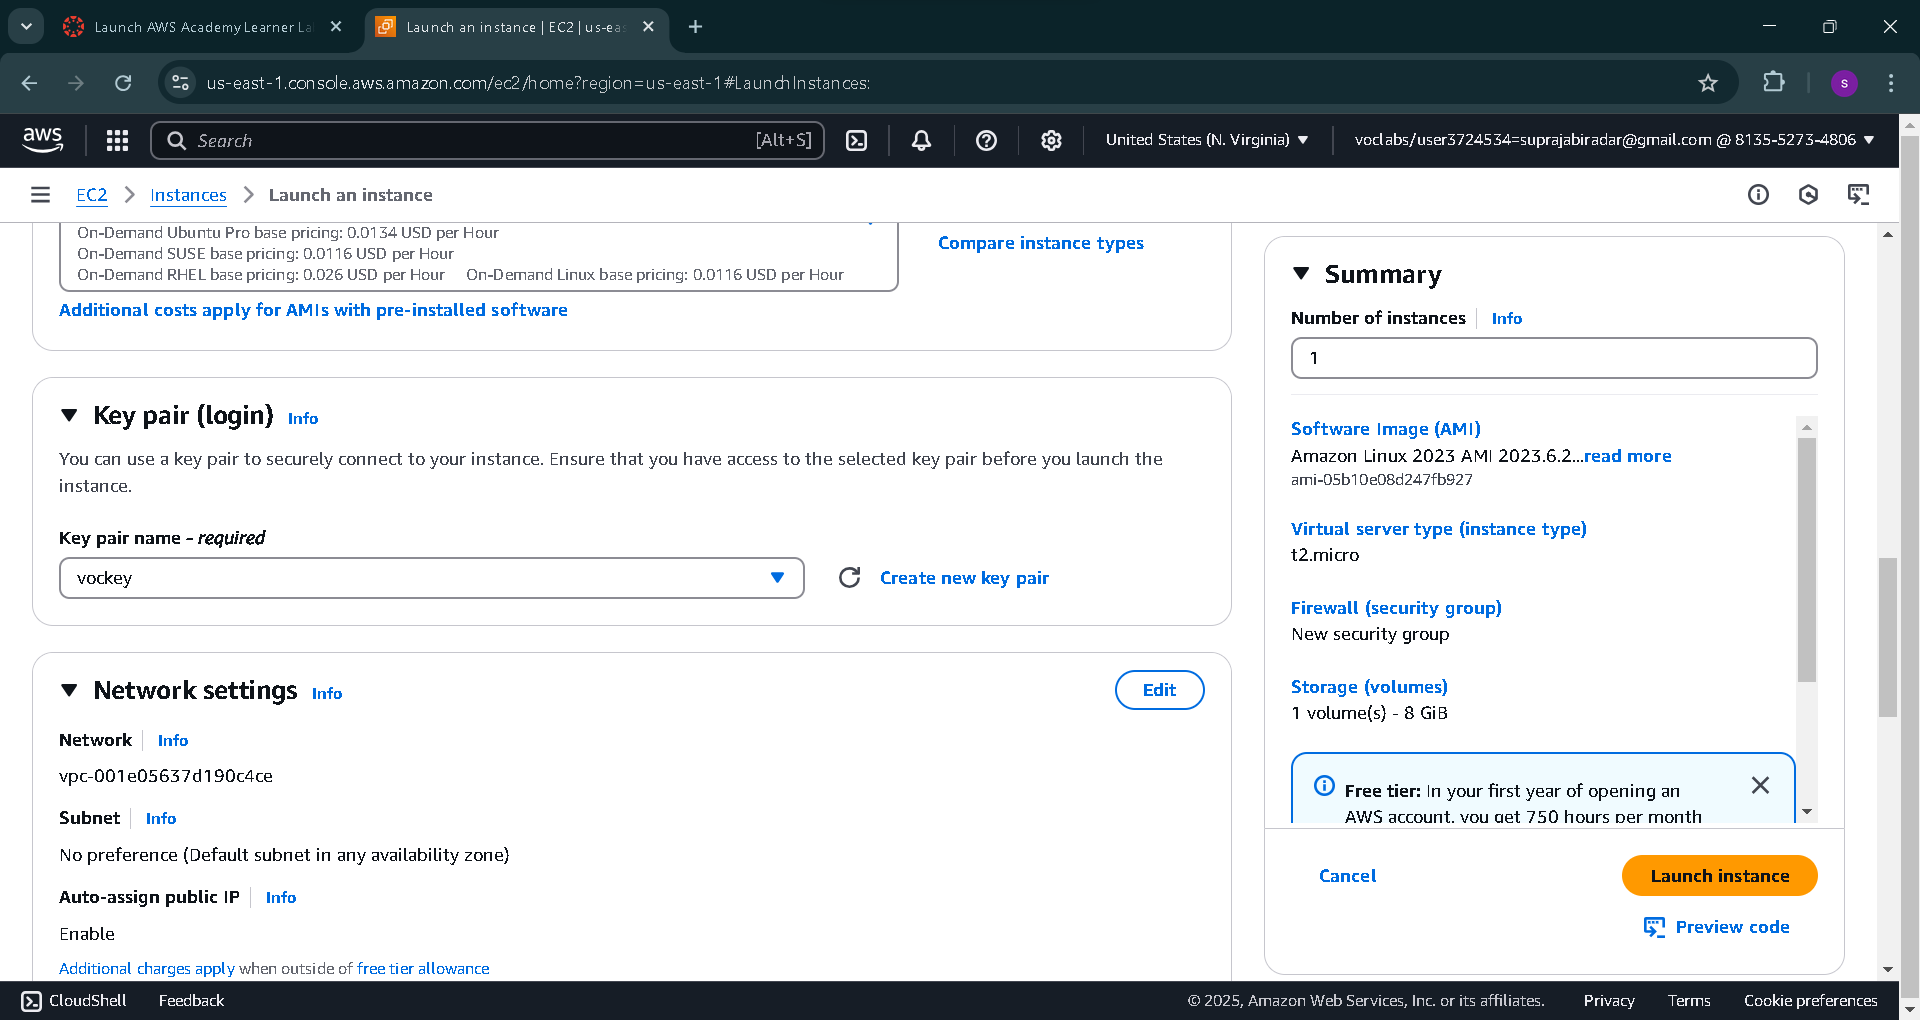 Launch AWS Academy Learner La
Launch an instance | EC2 | us-eas
us-east-1.console.aws.amazon.com/ec2/home?region=us-east-1#LaunchInstances:
s
aws
Search
[Alt+S]
United States (N. Virginia)
voclabs/user3724534=suprajabiradar@gmail.com @ 8135-5273-4806
EC2
Instances
Launch an instance
On-Demand Ubuntu Pro base pricing: 0.0134 USD per Hour
On-Demand SUSE base pricing: 0.0116 USD per Hour
On-Demand RHEL base pricing: 0.026 USD per Hour On-Demand Linux base pricing: 0.0116 USD per Hour
Compare instance types
Additional costs apply for AMIs with pre-installed software
Key pair (login) Info
You can use a key pair to securely connect to your instance. Ensure that you have access to the selected key pair before you launch the
instance.
Key pair name - required
vockey
Create new key pair
Network settings Info
Edit
Network Info
vpc-001e05637d190c4ce
Subnet Info
No preference (Default subnet in any availability zone)
Auto-assign public IP Info
Enable
Additional charges apply when outside of free tier allowance
Summary
Number of instances Info
1
Software Image (AMI)
Amazon Linux 2023 AMI 2023.6.2...read more
ami-05b10e08d247fb927
Virtual server type (instance type)
t2.micro
Firewall (security group)
New security group
Storage (volumes)
1 volume(s) - 8 GiB
Free tier: In your first year of opening an
AWS account, you get 750 hours per month
Cancel
Launch instance
Preview code
CloudShell
Feedback
© 2025, Amazon Web Services, Inc. or its affiliates.
Privacy
Terms
Cookie preferences